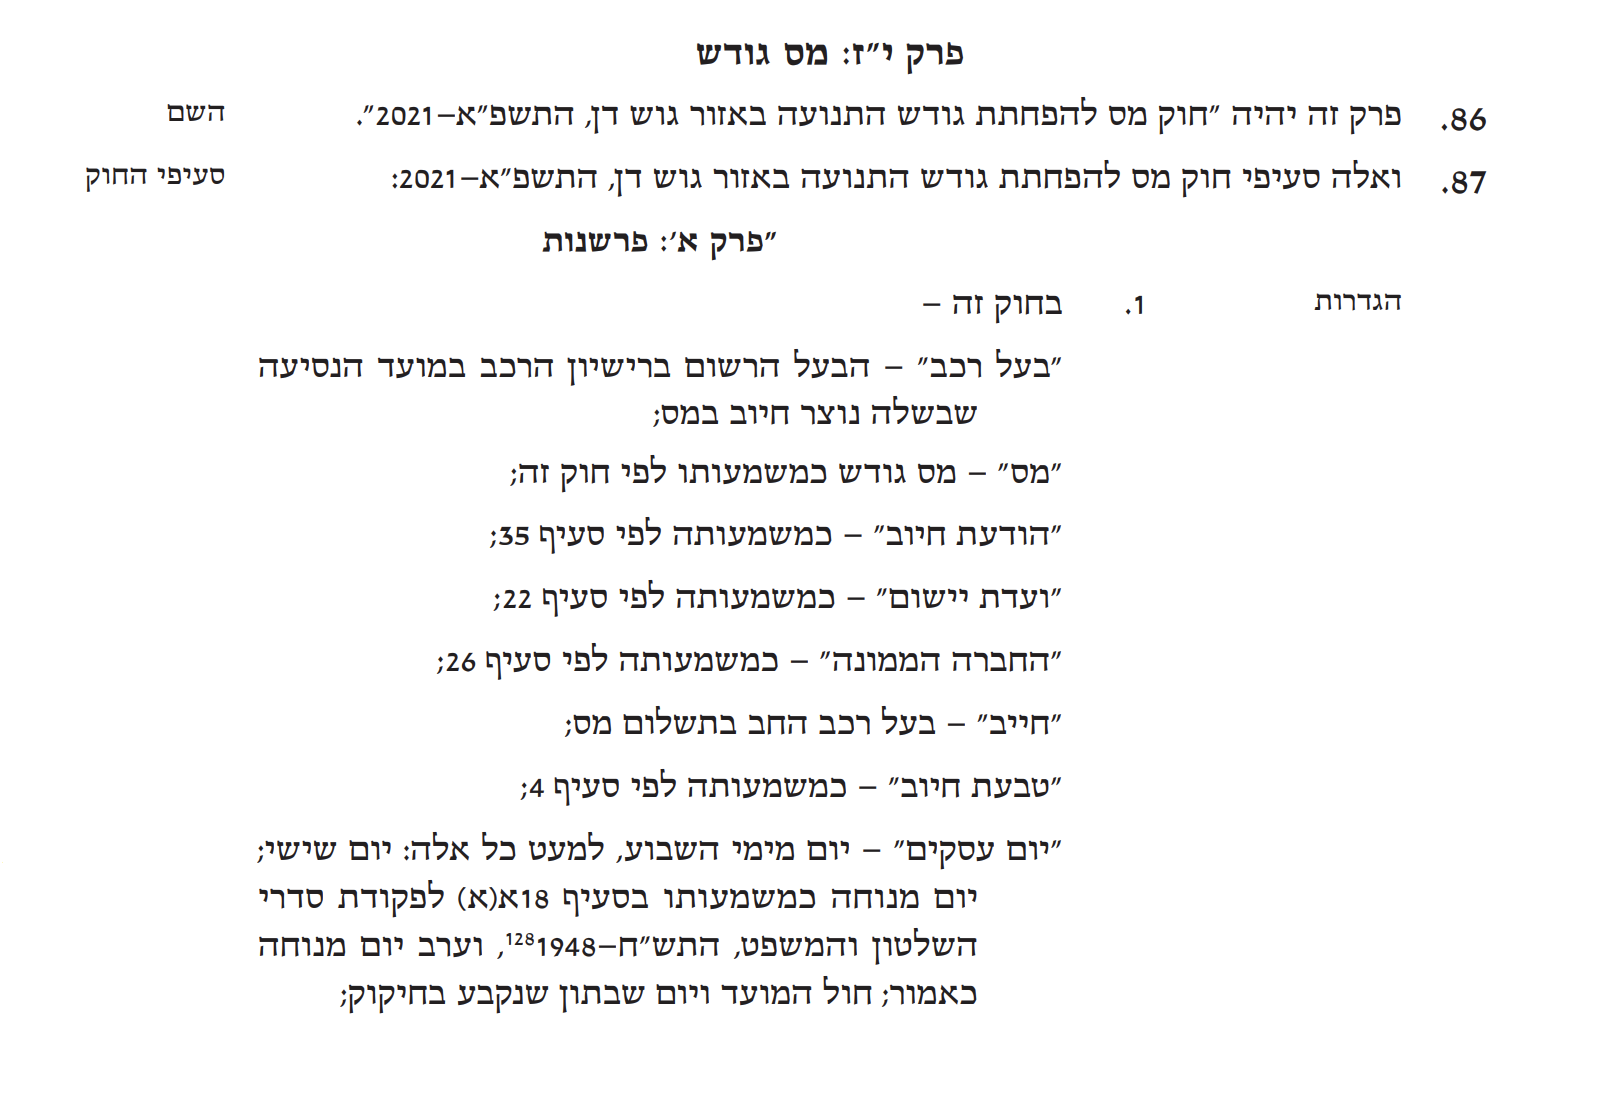 פרק י״ז: מס גודש
86. פרק זה יהיה ״חוק מס להפחתת גודש התנועה באזור גוש דן, התשפ״א–2021״. השם
87. ואלה סעיפי חוק מס להפחתת גודש התנועה באזור גוש דן, התשפ״א–2021: סעיפי החוק
״פרק א׳: פרשנות
הגדרות 1. בחוק זה –
״בעל רכב״ – הבעל הרשום ברישיון הרכב במועד הנסיעה
שבשלה נוצר חיוב במס;
״מס״ – מס גודש כמשמעותו לפי חוק זה;
״הודעת חיוב״ – כמשמעותה לפי סעיף 35;
״ועדת יישום״ – כמשמעותה לפי סעיף 22;
״החברה הממונה״ – כמשמעותה לפי סעיף 26;
״חייב״ – בעל רכב החב בתשלום מס;
״טבעת חיוב״ – כמשמעותה לפי סעיף 4;
״יום עסקים״ – יום מימי השבוע, למעט כל אלה: יום שישי;
יום מנוחה כמשמעותו בסעיף 18א(א) לפקודת סדרי
השלטון והמשפט, התש״ח–1948¹²⁸, וערב יום מנוחה
כאמור; חול המועד ויום שבתון שנקבע בחיקוק;